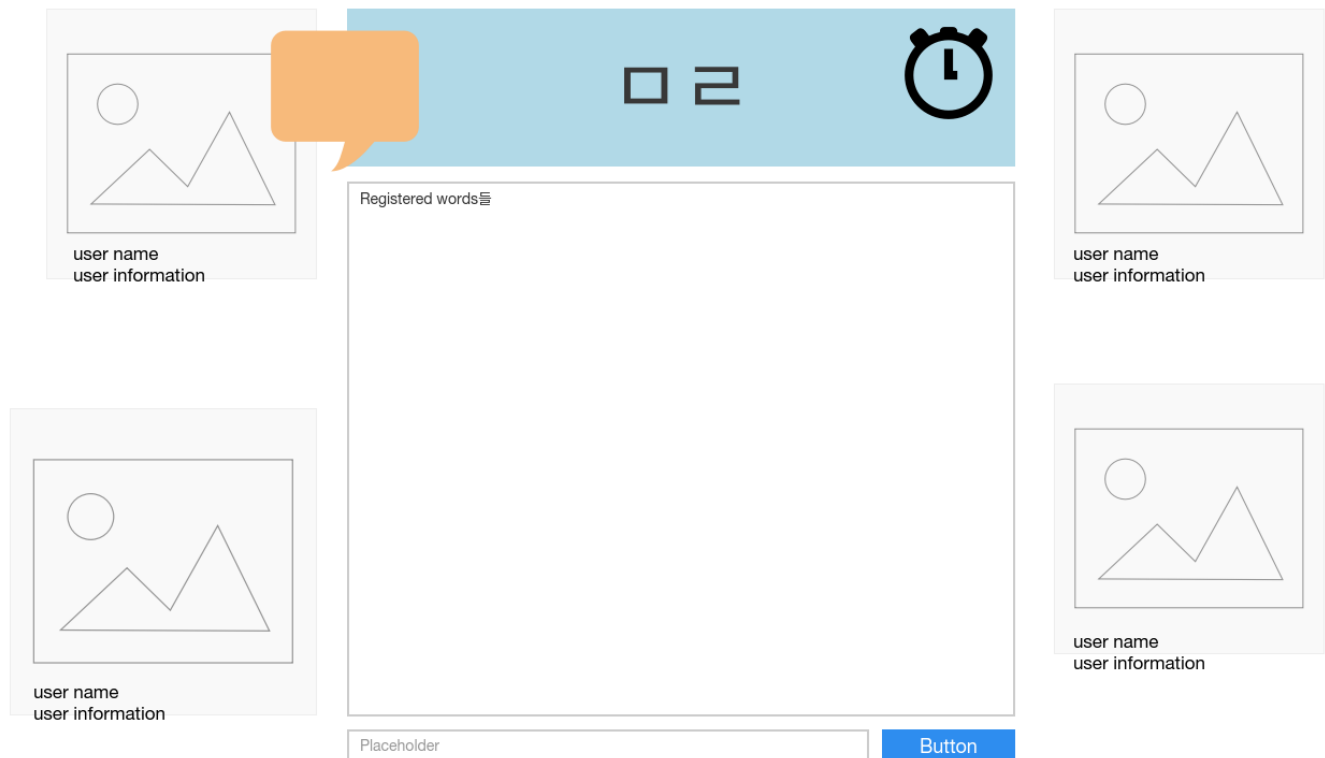 ㅁㄹ
Registered words들
user name
user information
user name
user information
user name
user information
user name
user information
Placeholder
Button